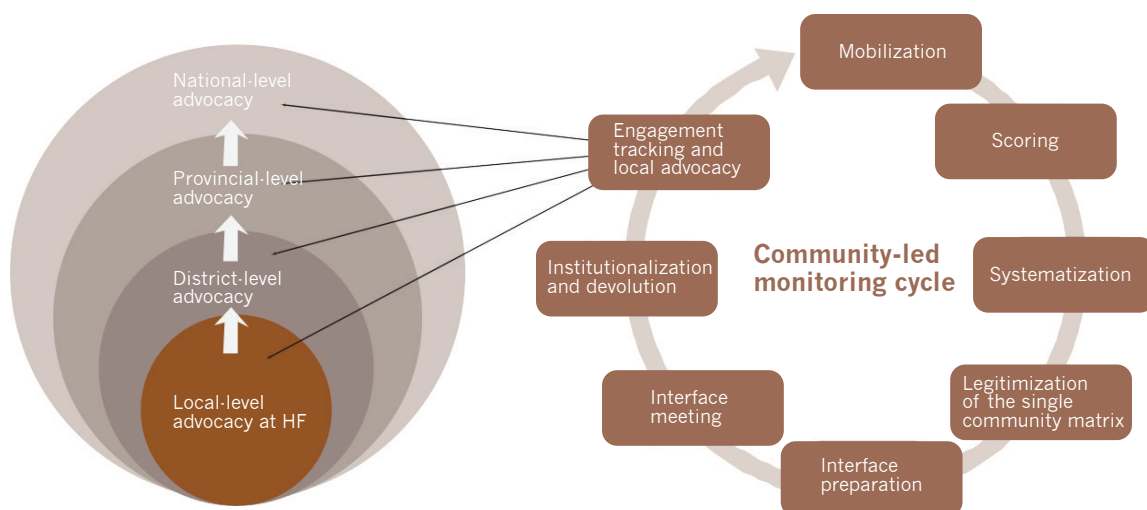 National-level
advocacy
Provincial-level
advocacy
District-level
advocacy
Local-level
advocacy at HF
Mobilization
Scoring
Systematization
Legitimization
of the single
community matrix
Interface
preparation
Interface
meeting
Institutionalization
and devolution
Engagement
tracking and
local advocacy
Community-led
monitoring cycle